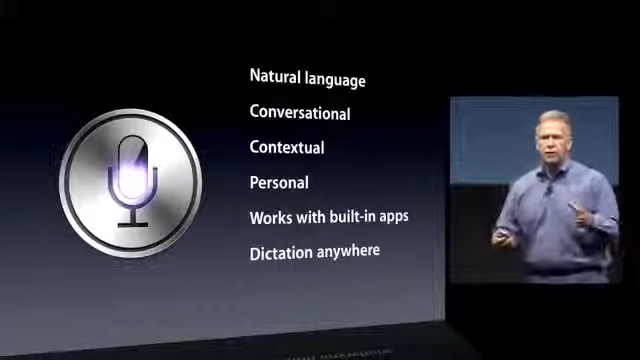 Natural language
Conversational
Contextual
Personal
Works with built-in apps
Dictation anywhere